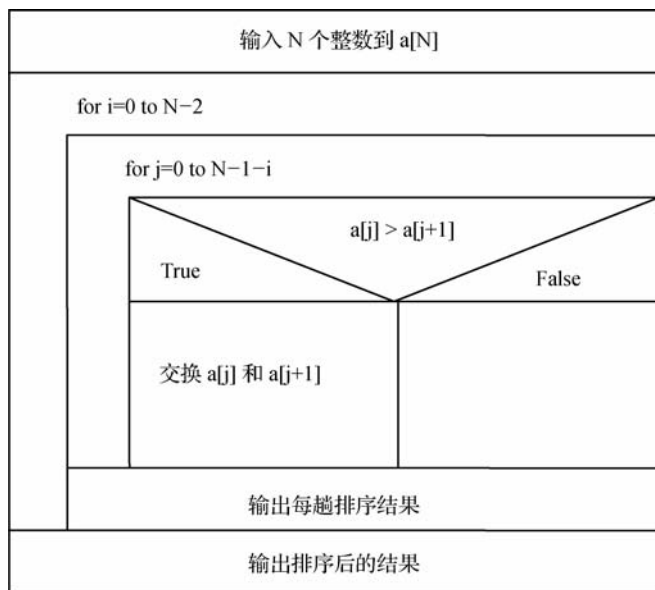 输入 N 个整数到 a[N]
for i=0 to N−2
for j=0 to N−1−i
a[j] > a[j+1]
True
False
交换 a[j] 和 a[j+1]
输出每趟排序结果
输出排序后的结果